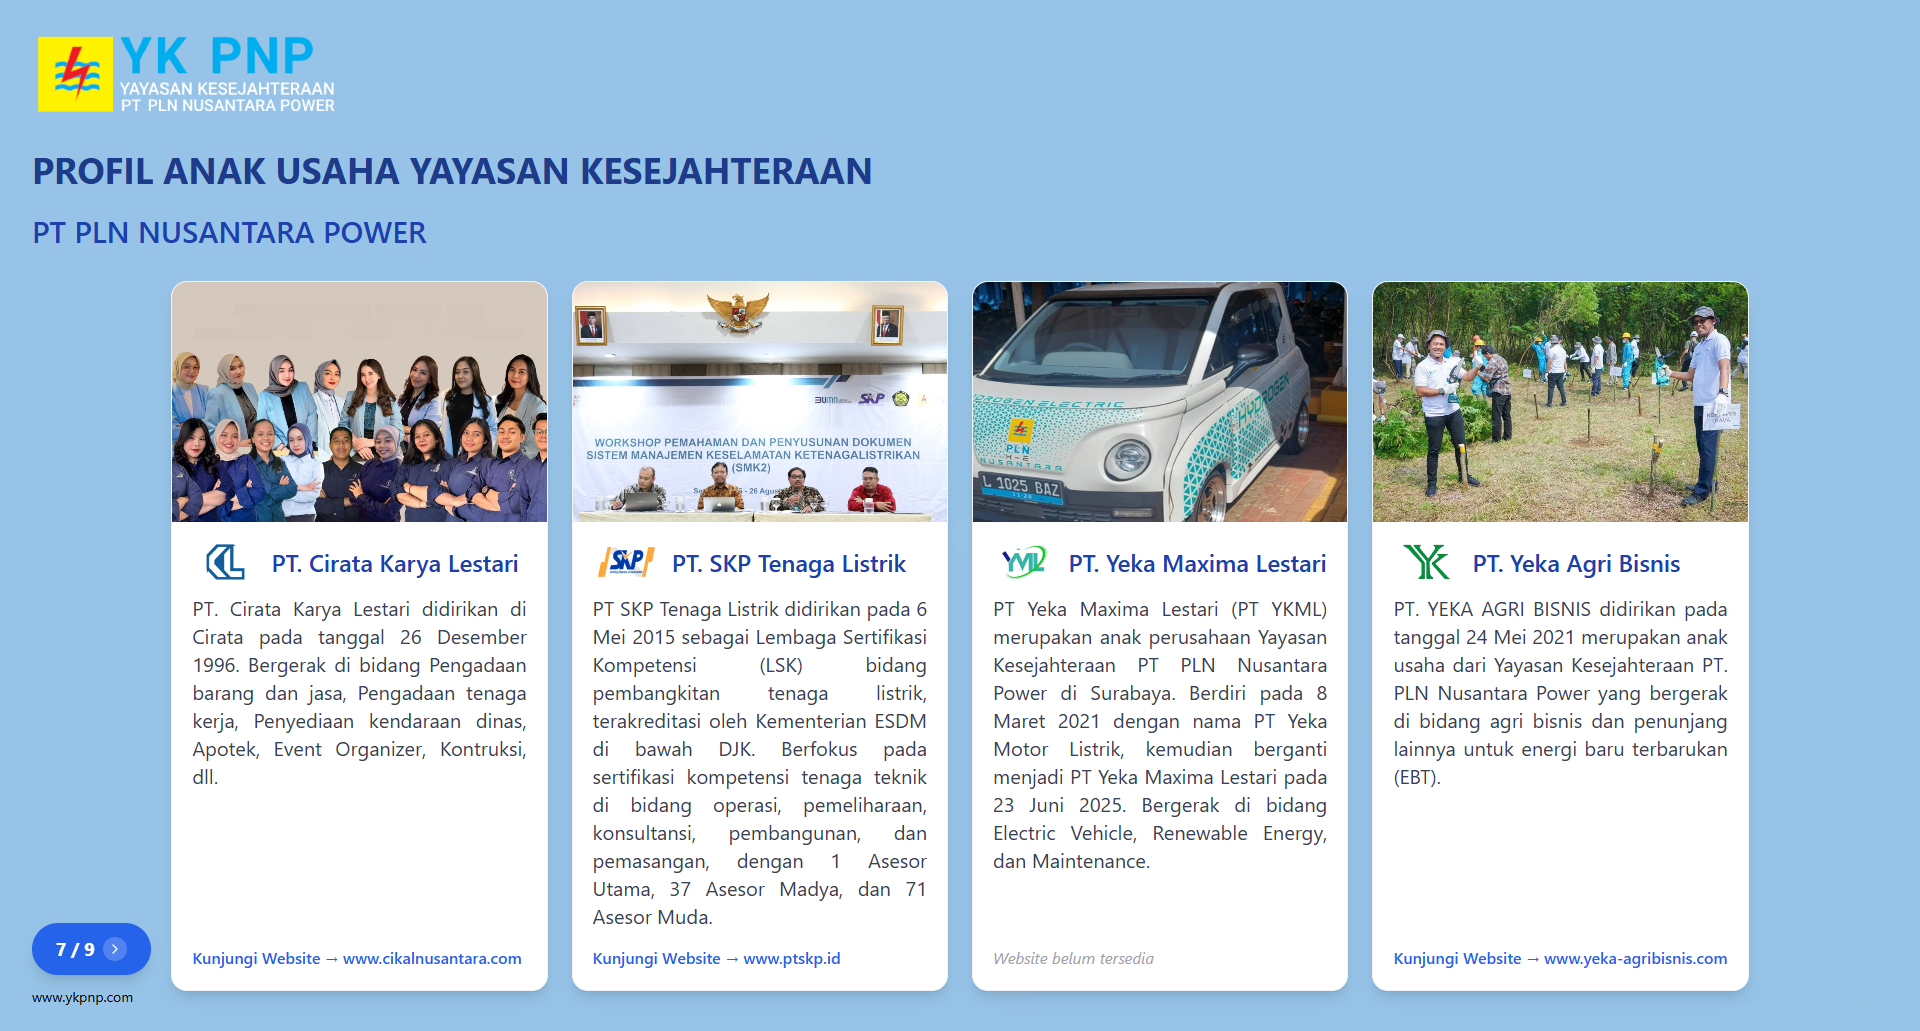 YK PNP
YAYASAN KESEJAHTERAAN
PT PLN NUSANTARA POWER
PROFIL ANAK USAHA YAYASAN KESEJAHTERAAN
PT PLN NUSANTARA POWER
BUMN SKP
WORKSHOP PEMAHAMAN DAN PENYUSUNAN DOKUMEN
SISTEM MANAJEMEN KESELAMATAN KETENAGALISTRIKAN
(SMK2)
HYDROGEN
PLN
NUSANTARA
L 1025 BAZ
PT. Cirata Karya Lestari
PT. Cirata Karya Lestari didirikan di
Cirata pada tanggal 26 Desember
1996. Bergerak di bidang Pengadaan
barang dan jasa, Pengadaan tenaga
kerja, Penyediaan kendaraan dinas,
Apotek, Event Organizer, Kontruksi,
dll.
Kunjungi Website → www.cikalnusantara.com
SKP
PT. SKP Tenaga Listrik
PT SKP Tenaga Listrik didirikan pada 6
Mei 2015 sebagai Lembaga Sertifikasi
Kompetensi (LSK) bidang
pembangkitan tenaga listrik,
terakreditasi oleh Kementerian ESDM
di bawah DJK. Berfokus pada
sertifikasi kompetensi tenaga teknik
di bidang operasi, pemeliharaan,
konsultansi, pembangunan, dan
pemasangan, dengan 1 Asesor
Utama, 37 Asesor Madya, dan 71
Asesor Muda.
Kunjungi Website → www.ptskp.id
YML
PT. Yeka Maxima Lestari
PT Yeka Maxima Lestari (PT YKML)
merupakan anak perusahaan Yayasan
Kesejahteraan PT PLN Nusantara
Power di Surabaya. Berdiri pada 8
Maret 2021 dengan nama PT Yeka
Motor Listrik, kemudian berganti
menjadi PT Yeka Maxima Lestari pada
23 Juni 2025. Bergerak di bidang
Electric Vehicle, Renewable Energy,
dan Maintenance.
Website belum tersedia
YK
PT. Yeka Agri Bisnis
PT. YEKA AGRI BISNIS didirikan pada
tanggal 24 Mei 2021 merupakan anak
usaha dari Yayasan Kesejahteraan PT.
PLN Nusantara Power yang bergerak
di bidang agri bisnis dan penunjang
lainnya untuk energi baru terbarukan
(EBT).
Kunjungi Website → www.yeka-agribisnis.com
7 / 9
www.ykpnp.com